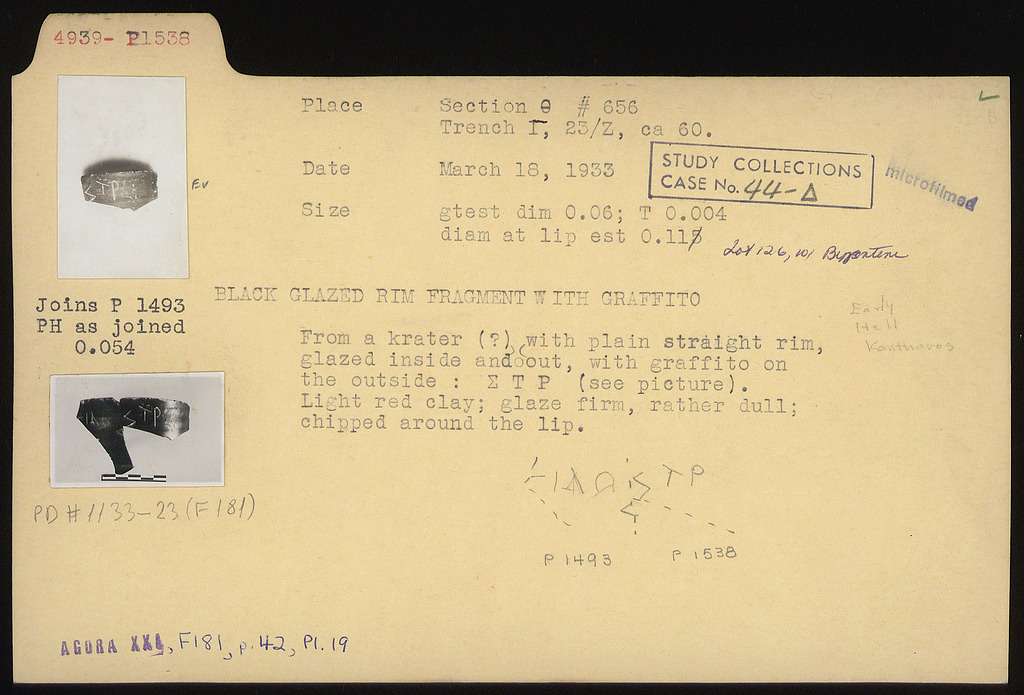 4939- P1538
Place Section Θ # 656
Trench Γ, 23/Z, ca 60.
Date March 18, 1933
STUDY COLLECTIONS
CASE No. 44-Δ
microfilmed
Size gtest dim 0.06; T 0.004
diam at lip est 0.115
Lot 126, w/ Byzantine
ΣΤΡ
EV
Joins P 1493
PH as joined
0.054
BLACK GLAZED RIM FRAGMENT WITH GRAFFITO
Early
Hell
Kantharos
From a krater (?) with plain straight rim,
glazed inside and out, with graffito on
the outside : Σ Τ Ρ (see picture).
Light red clay; glaze firm, rather dull;
chipped around the lip.
PD # 1133-23 (F 181)
P 1493 P 1538
AGORA XXI, F181, p. 42, Pl. 19